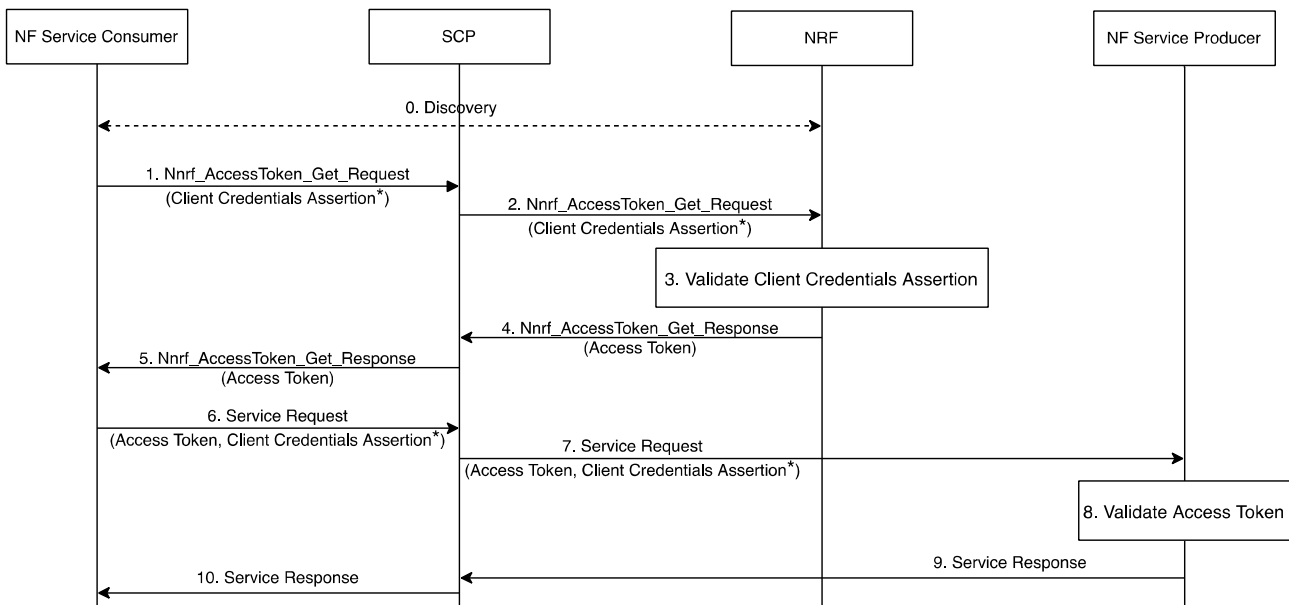 NF Service Consumer
SCP
NRF
NF Service Producer
0. Discovery
1. Nnrf_AccessToken_Get_Request
(Client Credentials Assertion*)
2. Nnrf_AccessToken_Get_Request
(Client Credentials Assertion*)
3. Validate Client Credentials Assertion
4. Nnrf_AccessToken_Get_Response
(Access Token)
5. Nnrf_AccessToken_Get_Response
(Access Token)
6. Service Request
(Access Token, Client Credentials Assertion*)
7. Service Request
(Access Token, Client Credentials Assertion*)
8. Validate Access Token
9. Service Response
10. Service Response